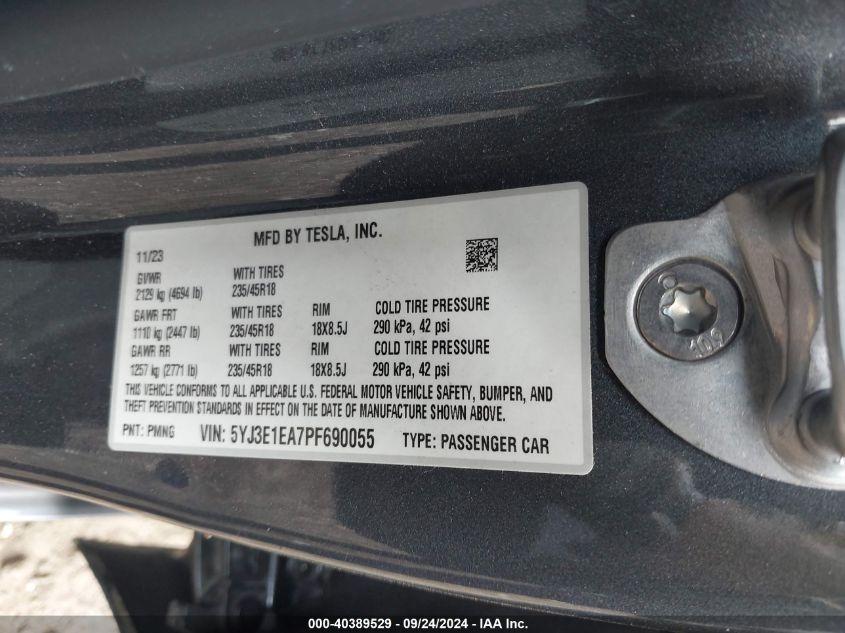 MFD BY TESLA, INC.
11/23
GVWR WITH TIRES
2129 kg (4694 lb) 235/45R18
GAWR FRT WITH TIRES RIM COLD TIRE PRESSURE
1110 kg (2447 lb) 235/45R18 18X8.5J 290 kPa, 42 psi
GAWR RR WITH TIRES RIM COLD TIRE PRESSURE
1257 kg (2771 lb) 235/45R18 18X8.5J 290 kPa, 42 psi
THIS VEHICLE CONFORMS TO ALL APPLICABLE U.S. FEDERAL MOTOR VEHICLE SAFETY, BUMPER, AND
THEFT PREVENTION STANDARDS IN EFFECT ON THE DATE OF MANUFACTURE SHOWN ABOVE.
PNT: PMNG VIN: 5YJ3E1EA7PF690055 TYPE: PASSENGER CAR
109
000-40389529 - 09/24/2024 - © IAA Inc.